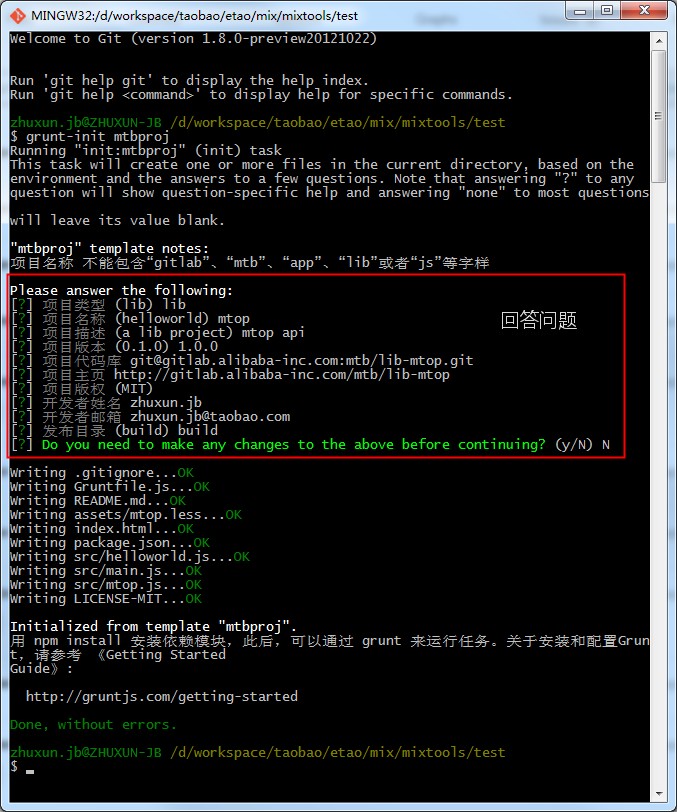 MINGW32:/d/workspace/taobao/etao/mix/mixtools/test
Welcome to Git (version 1.8.0-preview20121022)
Run 'git help git' to display the help index.
Run 'git help <command>' to display help for specific commands.
zhuxun.jb@ZHUXUN-JB /d/workspace/taobao/etao/mix/mixtools/test
$ grunt-init mtbproj
Running "init:mtbproj" (init) task
This task will create one or more files in the current directory, based on the
environment and the answers to a few questions. Note that answering "?" to any
question will show question-specific help and answering "none" to most questions
will leave its value blank.
"mtbproj" template notes:
项目名称 不能包含“gitlab”、“mtb”、“app”、“lib”或者“js”等字样
Please answer the following:
[?] 项目类型 (lib) lib
[?] 项目名称 (helloworld) mtop
[?] 项目描述 (a lib project) mtop api
[?] 项目版本 (0.1.0) 1.0.0
[?] 项目代码库 git@gitlab.alibaba-inc.com:mtb/lib-mtop.git
[?] 项目主页 http://gitlab.alibaba-inc.com/mtb/lib-mtop
[?] 项目版权 (MIT)
[?] 开发者姓名 zhuxun.jb
[?] 开发者邮箱 zhuxun.jb@taobao.com
[?] 发布目录 (build) build
[?] Do you need to make any changes to the above before continuing? (y/N) N
回答问题
Writing .gitignore...OK
Writing Gruntfile.js...OK
Writing README.md...OK
Writing assets/mtop.less...OK
Writing index.html...OK
Writing package.json...OK
Writing src/helloworld.js...OK
Writing src/main.js...OK
Writing src/mtop.js...OK
Writing LICENSE-MIT...OK
Initialized from template "mtbproj".
用 npm install 安装依赖模块，此后，可以通过 grunt 来运行任务。关于安装和配置Grun
t，请参考 《Getting Started
Guide》:
http://gruntjs.com/getting-started
Done, without errors.
zhuxun.jb@ZHUXUN-JB /d/workspace/taobao/etao/mix/mixtools/test
$